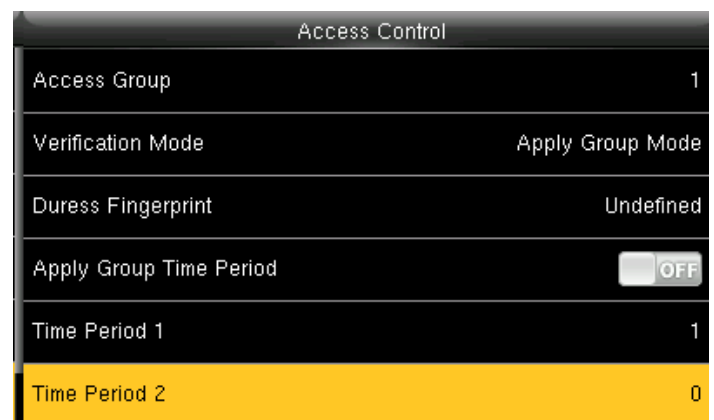 Access Control
Access Group 1
Verification Mode Apply Group Mode
Duress Fingerprint Undefined
Apply Group Time Period OFF
Time Period 1 1
Time Period 2 0